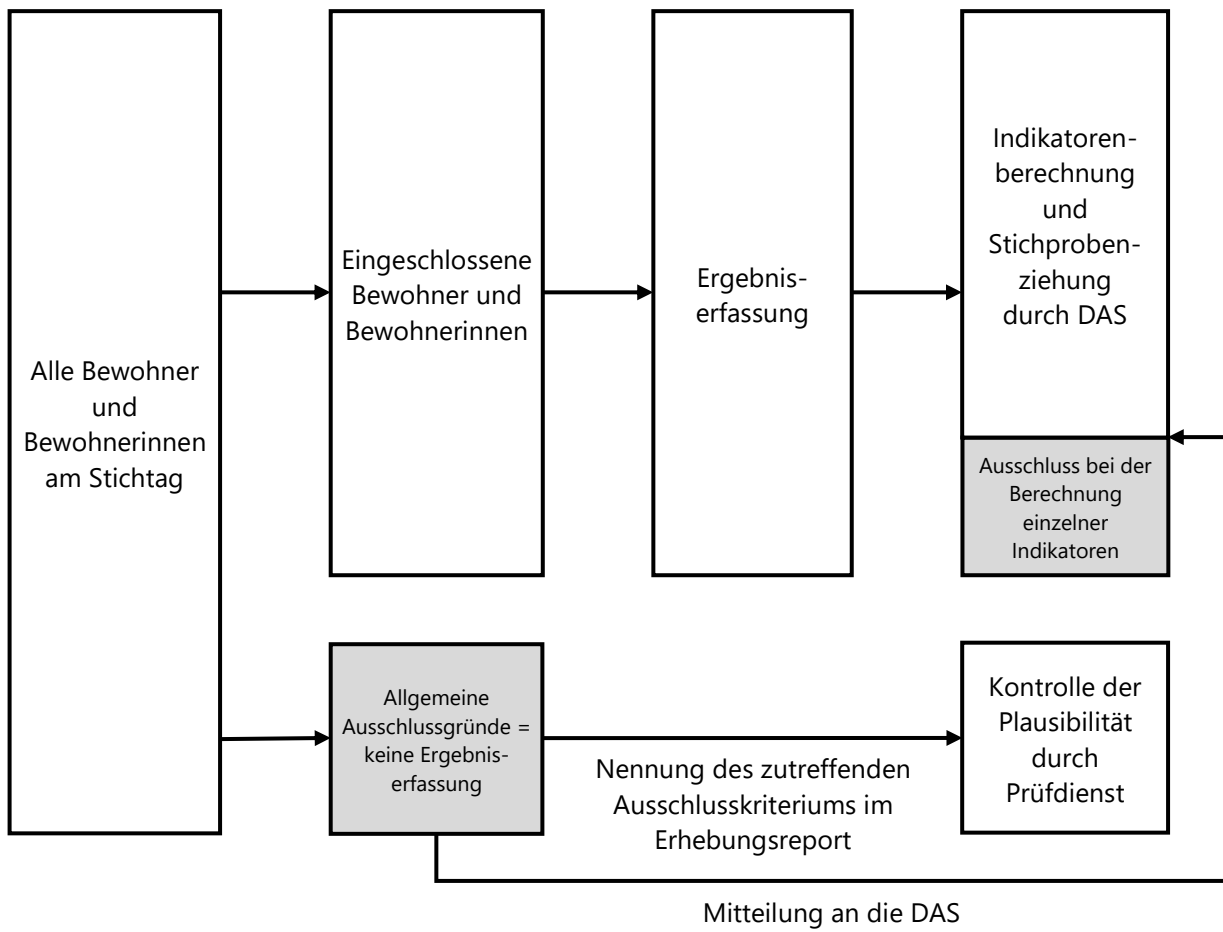 Alle Bewohner
und
Bewohnerinnen
am Stichtag
Eingeschlossene
Bewohner und
Bewohnerinnen
Ergebnis-
erfassung
Indikatoren-
berechnung
und
Stichproben-
ziehung
durch DAS
Ausschluss bei der
Berechnung
einzelner
Indikatoren
Allgemeine
Ausschlussgründe =
keine Ergebnis-
erfassung
Nennung des zutreffenden
Ausschlusskriteriums im
Erhebungsreport
Kontrolle der
Plausibilität
durch
Prüfdienst
Mitteilung an die DAS